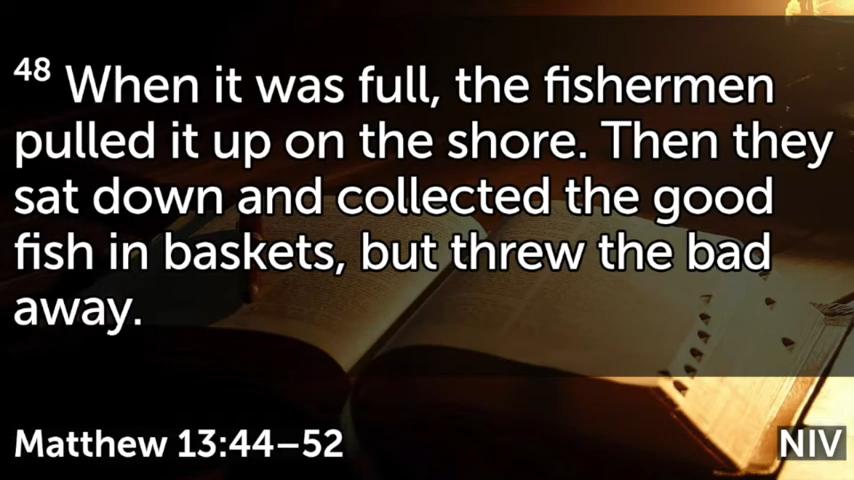 48 When it was full, the fishermen
pulled it up on the shore. Then they
sat down and collected the good
fish in baskets, but threw the bad
away.
Matthew 13:44–52
NIV